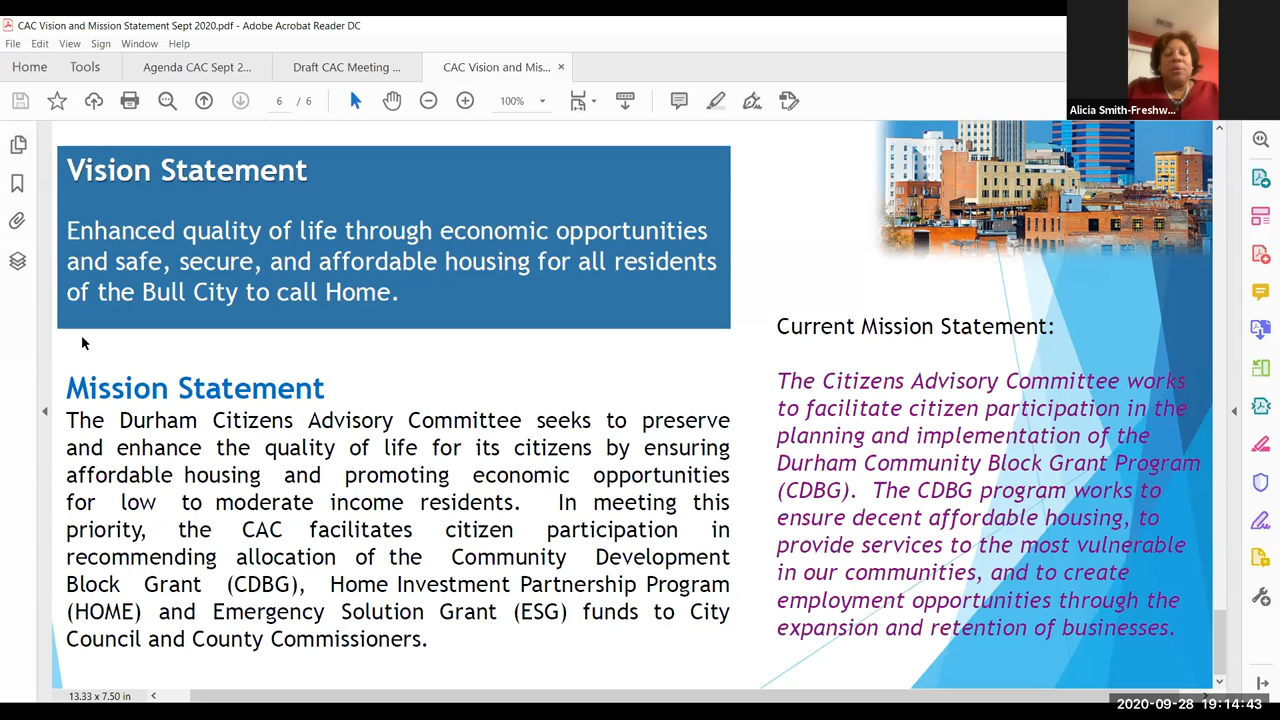 CAC Vision and Mission Statement Sept 2020.pdf - Adobe Acrobat Reader DC
File Edit View Sign Window Help
Home Tools Agenda CAC Sept 2... Draft CAC Meeting ... CAC Vision and Mis... ×
6 / 6 100%
Alicia Smith-Freshw...
Vision Statement
Enhanced quality of life through economic opportunities
and safe, secure, and affordable housing for all residents
of the Bull City to call Home.
Mission Statement
The Durham Citizens Advisory Committee seeks to preserve
and enhance the quality of life for its citizens by ensuring
affordable housing and promoting economic opportunities
for low to moderate income residents. In meeting this
priority, the CAC facilitates citizen participation in
recommending allocation of the Community Development
Block Grant (CDBG), Home Investment Partnership Program
(HOME) and Emergency Solution Grant (ESG) funds to City
Council and County Commissioners.
Current Mission Statement:
The Citizens Advisory Committee works
to facilitate citizen participation in the
planning and implementation of the
Durham Community Block Grant Program
(CDBG). The CDBG program works to
ensure decent affordable housing, to
provide services to the most vulnerable
in our communities, and to create
employment opportunities through the
expansion and retention of businesses.
13.33 x 7.50 in
2020-09-28 19:14:43